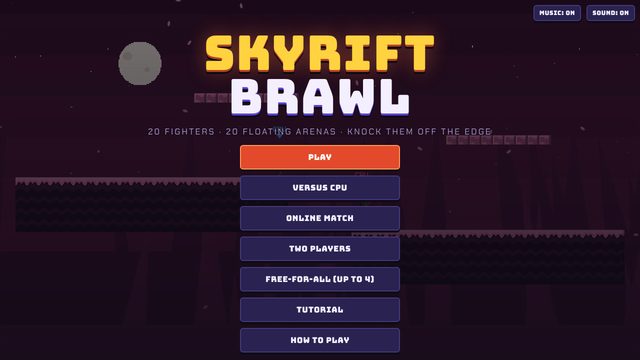 MUSIC: ON
SOUND: ON
SKYRIFT
BRAWL
20 FIGHTERS · 20 FLOATING ARENAS · KNOCK THEM OFF THE EDGE
PLAY
VERSUS CPU
ONLINE MATCH
TWO PLAYERS
FREE-FOR-ALL (UP TO 4)
TUTORIAL
HOW TO PLAY